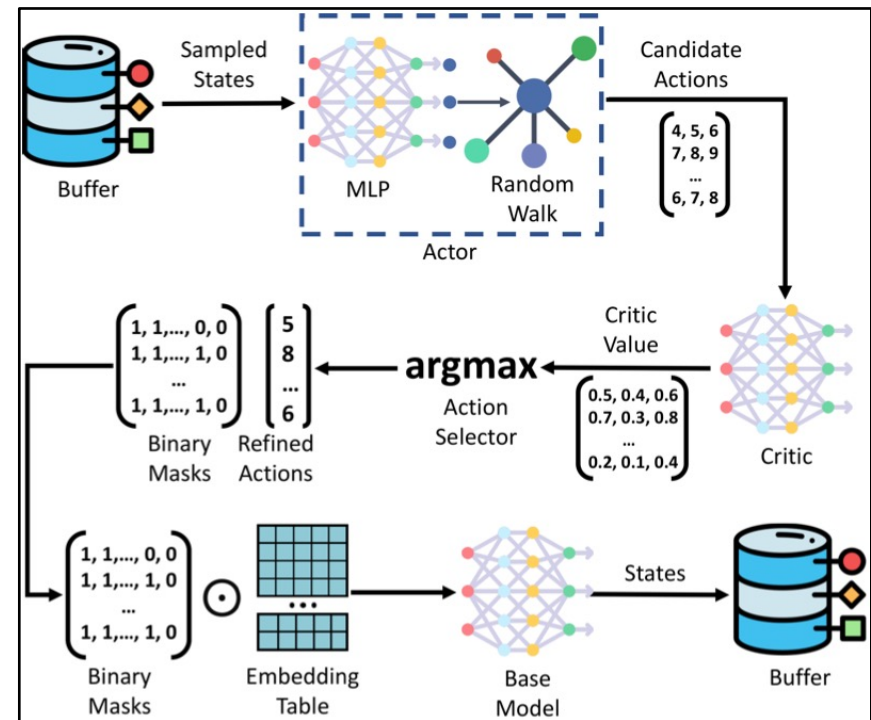 Sampled
States
Buffer
MLP
Random
Walk
Actor
Candidate
Actions
4, 5, 6
7, 8, 9
...
6, 7, 8
Critic
Critic
Value
0.5, 0.4, 0.6
0.7, 0.3, 0.8
...
0.2, 0.1, 0.4
argmax
Action
Selector
5
8
...
6
Refined
Actions
1, 1,..., 0, 0
1, 1,..., 1, 0
...
1, 1,..., 1, 0
Binary
Masks
1, 1,..., 0, 0
1, 1,..., 1, 0
...
1, 1,..., 1, 0
Binary
Masks
...
Embedding
Table
Base
Model
States
Buffer